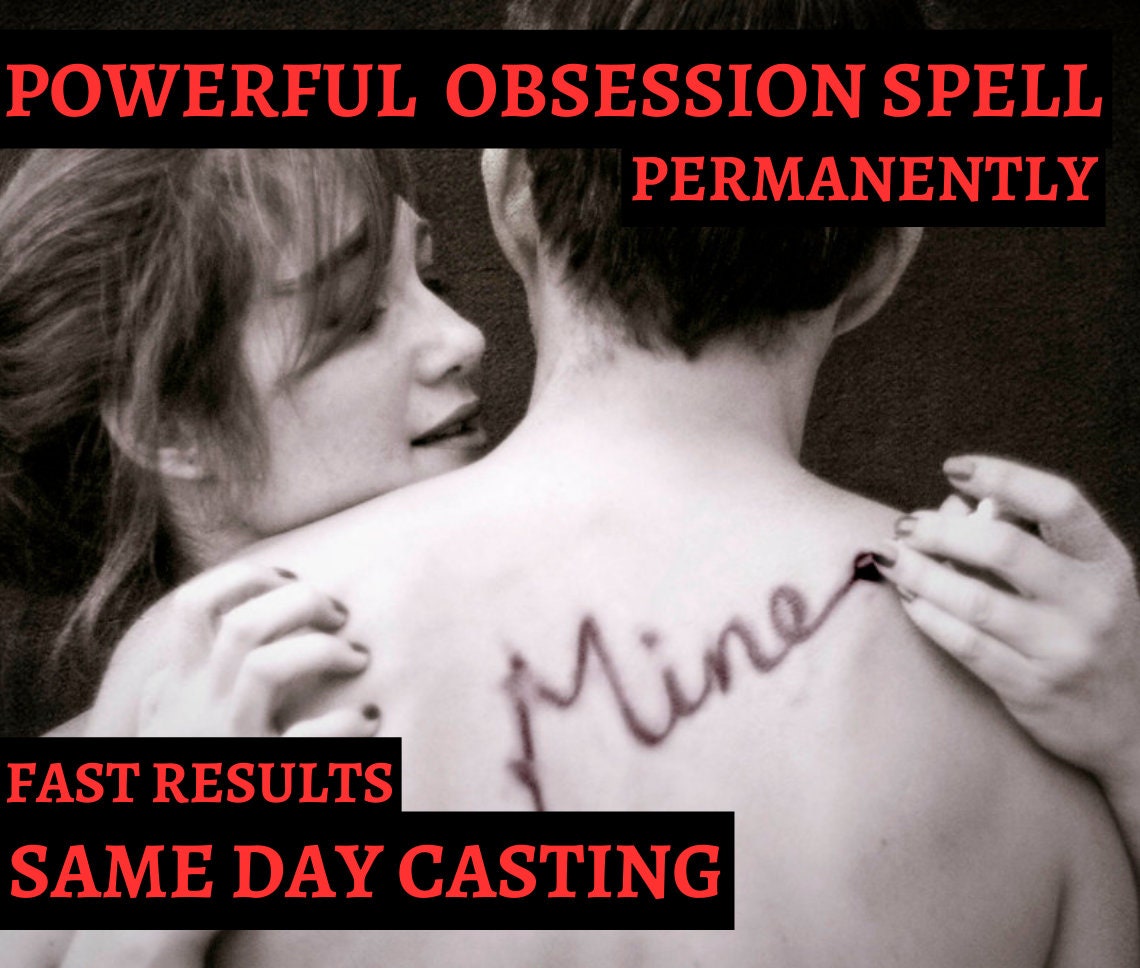 POWERFUL OBSESSION SPELL
PERMANENTLY
Mine
FAST RESULTS
SAME DAY CASTING